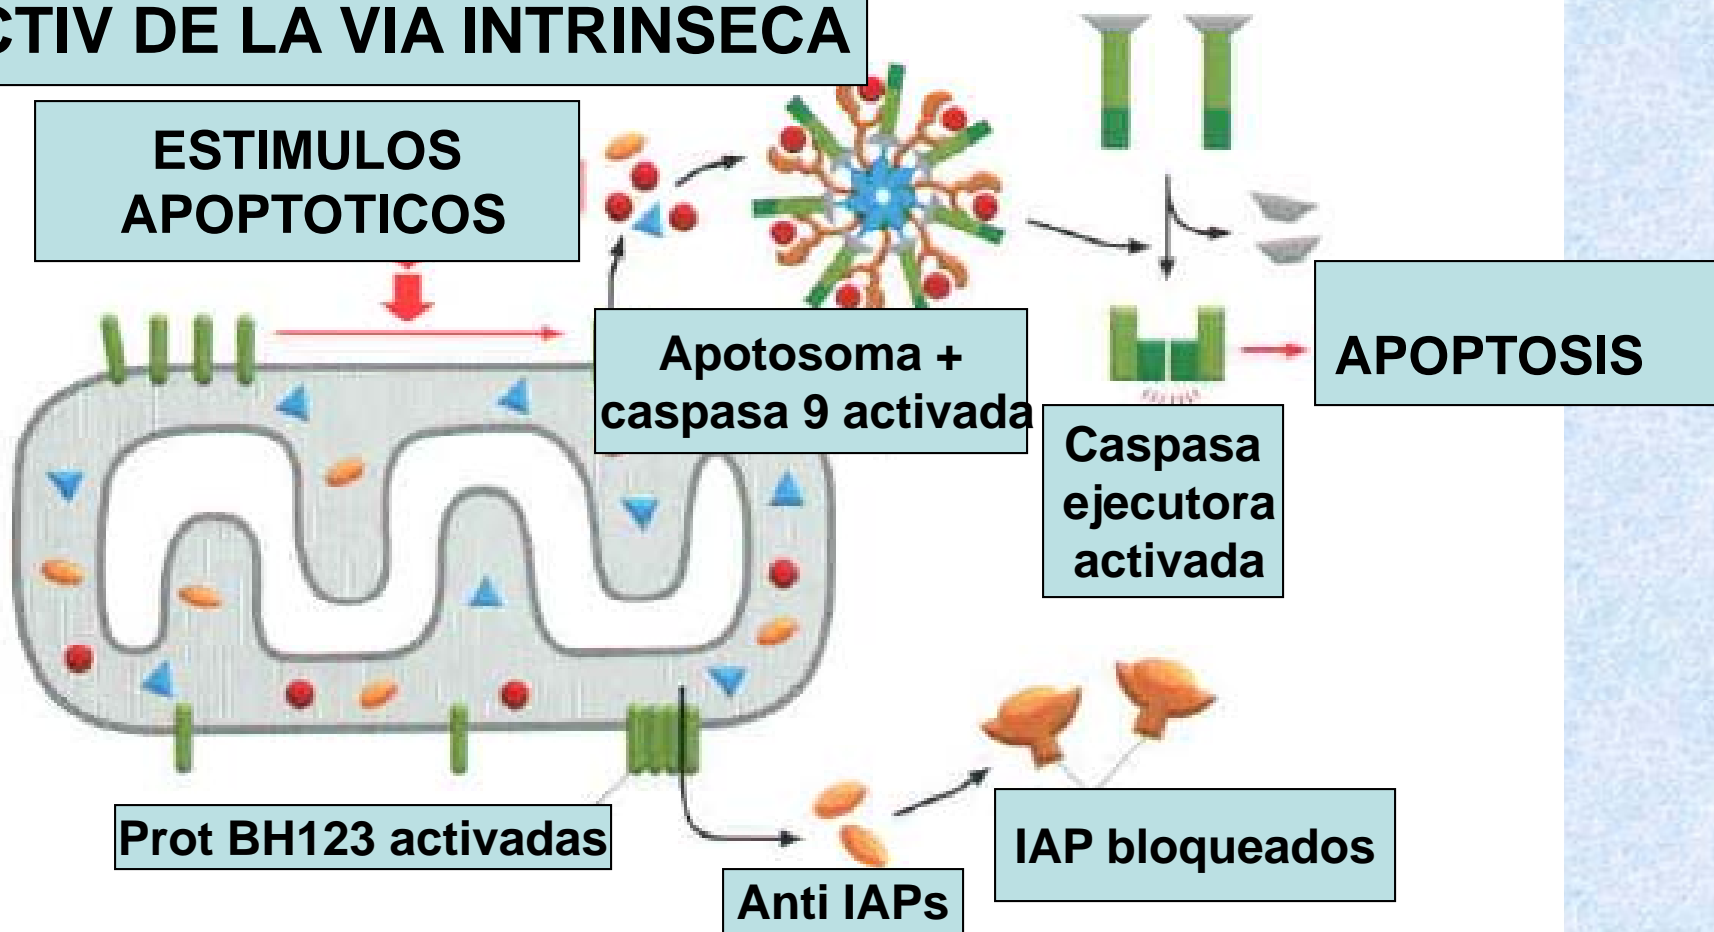 CTIV DE LA VIA INTRINSECA
ESTIMULOS
APOPTOTICOS
Apotosoma +
caspasa 9 activada
APOPTOSIS
Caspasa
ejecutora
activada
Prot BH123 activadas
IAP bloqueados
Anti IAPs